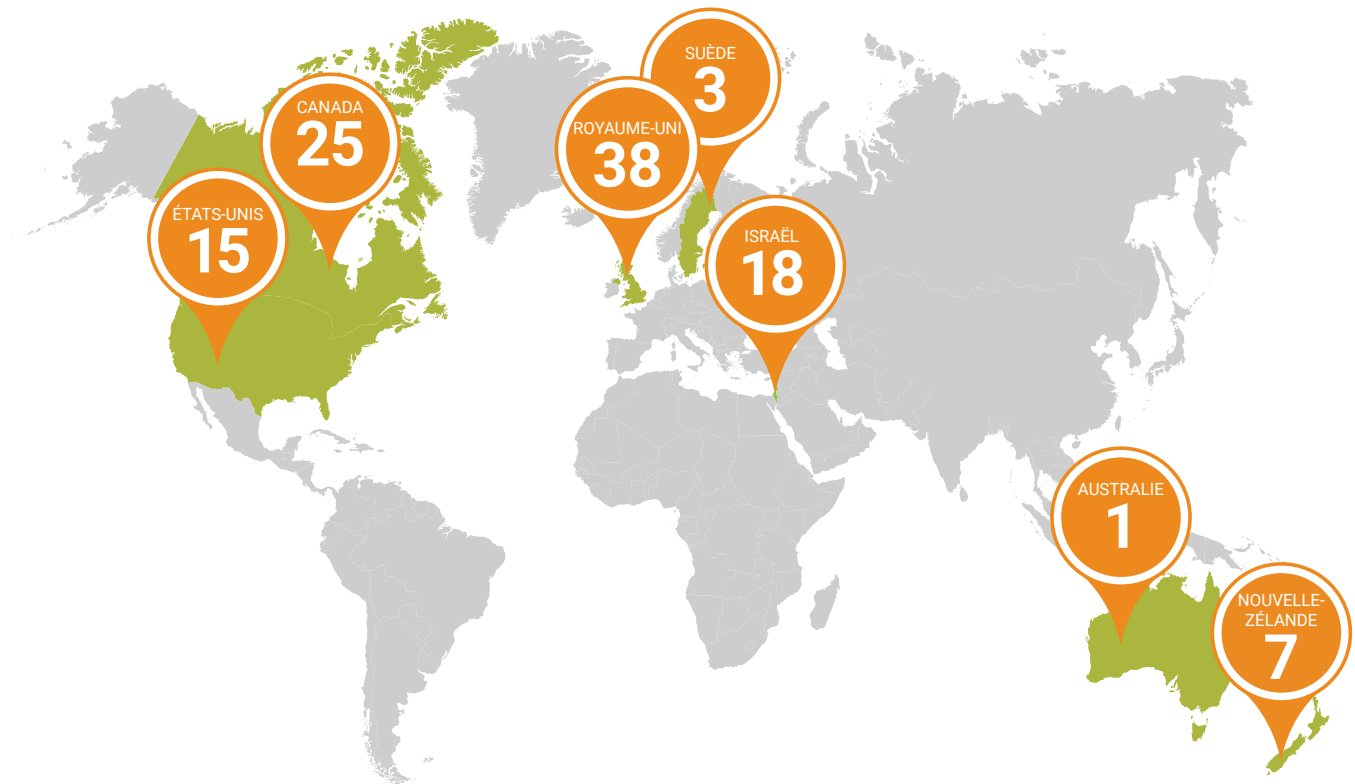 SUÈDE
3
CANADA
25
ROYAUME-UNI
38
ÉTATS-UNIS
15
ISRAËL
18
AUSTRALIE
1
NOUVELLE-
ZÉLANDE
7